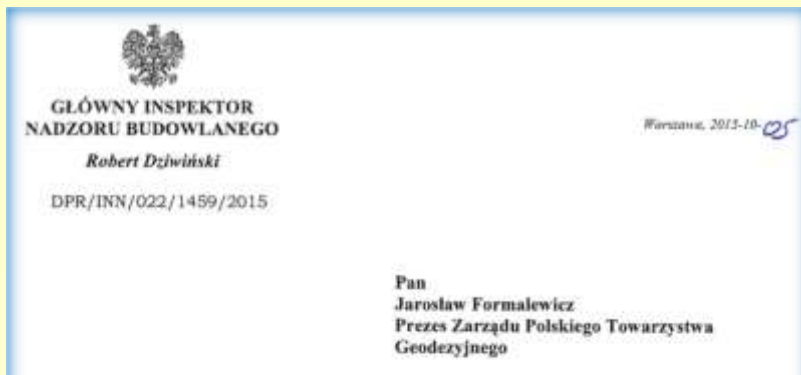 GŁÓWNY INSPEKTOR
NADZORU BUDOWLANEGO
Robert Dziwiński
Warszawa, 2015-10-05
DPR/INN/022/1459/2015
Pan
Jarosław Formalewicz
Prezes Zarządu Polskiego Towarzystwa
Geodezyjnego